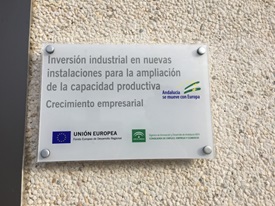 Inversión industrial en nuevas
instalaciones para la ampliación
de la capacidad productiva
Andalucía
se mueve con Europa
Crecimiento empresarial
UNIÓN EUROPEA
Fondo Europeo de Desarrollo Regional